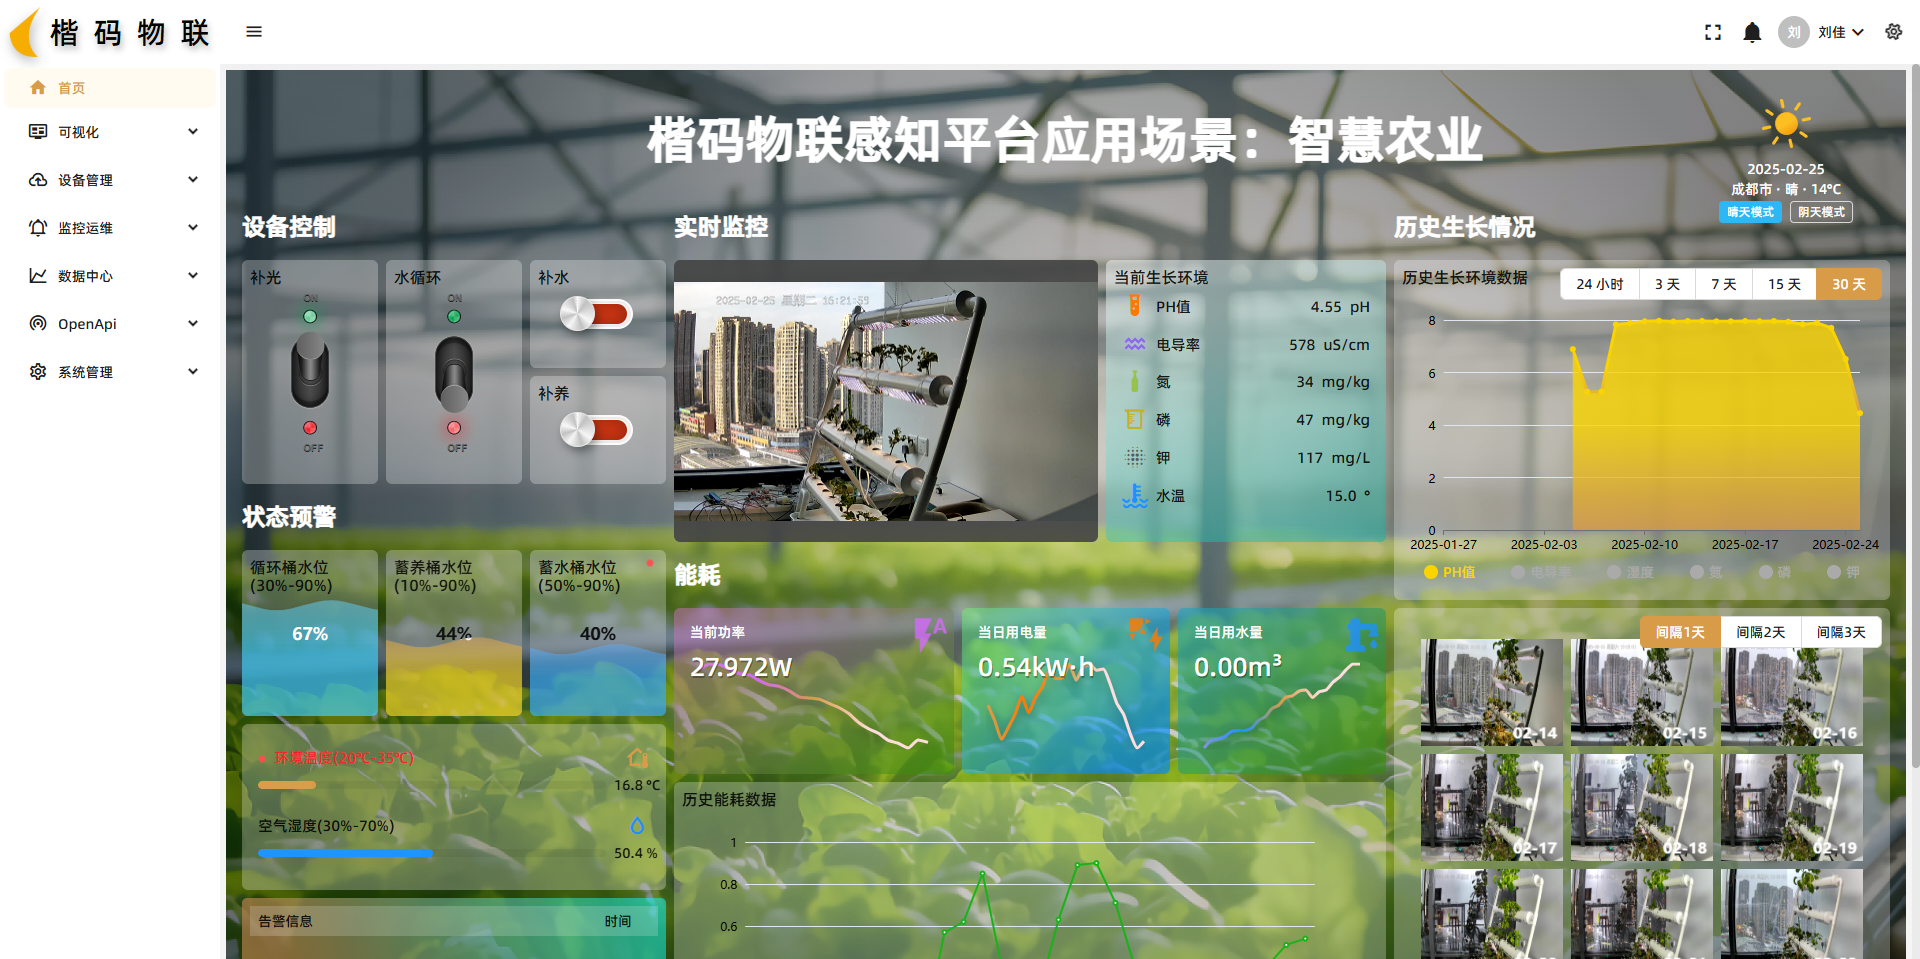 楷码物联
刘 刘佳
首页
可视化
设备管理
监控运维
数据中心
OpenApi
系统管理
楷码物联感知平台应用场景：智慧农业
2025-02-25
成都市 · 晴 · 14°C
晴天模式 阴天模式
设备控制
补光
ON
OFF
水循环
ON
OFF
补水
补养
实时监控
2025-02-25 星期二 16:21:53
当前生长环境
PH值 4.55 pH
电导率 578 uS/cm
氮 34 mg/kg
磷 47 mg/kg
钾 117 mg/L
水温 15.0 °
历史生长情况
历史生长环境数据
24 小时 3 天 7 天 15 天 30 天
8
6
4
2
0
2025-01-27 2025-02-03 2025-02-10 2025-02-17 2025-02-24
PH值 电导率 湿度 氮 磷 钾
状态预警
循环桶水位
(30%-90%)
67%
蓄养桶水位
(10%-90%)
44%
蓄水桶水位
(50%-90%)
40%
环境温度(20℃-35℃)
16.8 °C
空气湿度(30%-70%)
50.4 %
告警信息 时间
能耗
当前功率
27.972W
A
当日用电量
0.54kW·h
当日用水量
0.00m³
历史能耗数据
1
0.8
0.6
间隔1天 间隔2天 间隔3天
02-14 02-15 02-16
02-17 02-18 02-19